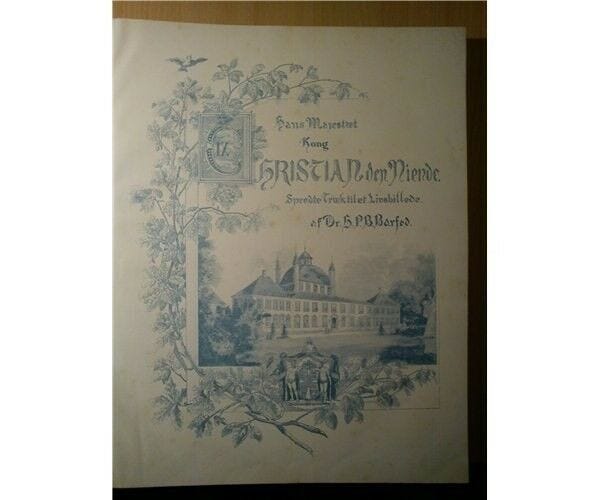 Hans Majestæt
Kong
CHRISTIAN den Niende.
Spredte Træk til et Livsbillede
af Dr. H.P.B. Barfod.